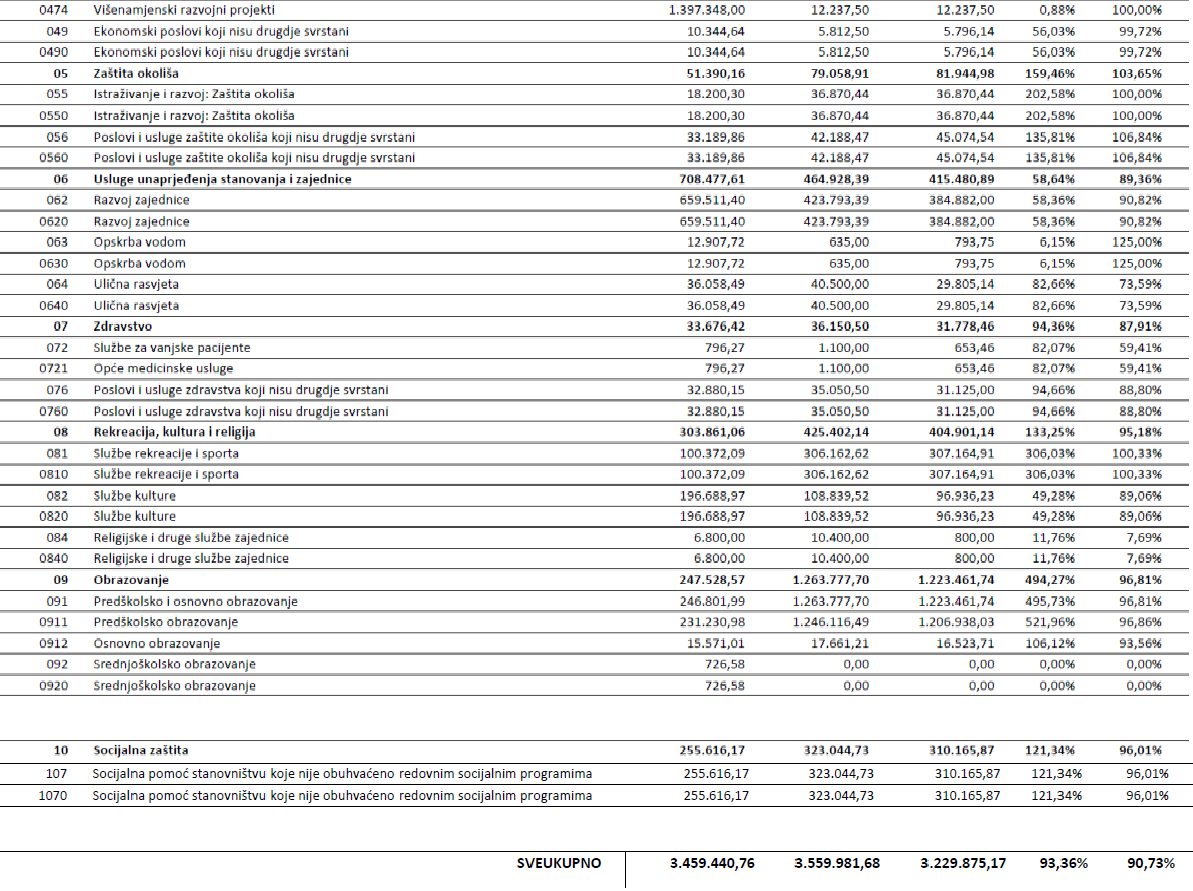 0474 Višenamjenski razvojni projekti 1.397.348,00 12.237,50 12.237,50 0,88% 100,00%
049 Ekonomski poslovi koji nisu drugdje svrstani 10.344,64 5.812,50 5.796,14 56,03% 99,72%
0490 Ekonomski poslovi koji nisu drugdje svrstani 10.344,64 5.812,50 5.796,14 56,03% 99,72%
05 Zaštita okoliša 51.390,16 79.058,91 81.944,98 159,46% 103,65%
055 Istraživanje i razvoj: Zaštita okoliša 18.200,30 36.870,44 36.870,44 202,58% 100,00%
0550 Istraživanje i razvoj: Zaštita okoliša 18.200,30 36.870,44 36.870,44 202,58% 100,00%
056 Poslovi i usluge zaštite okoliša koji nisu drugdje svrstani 33.189,86 42.188,47 45.074,54 135,81% 106,84%
0560 Poslovi i usluge zaštite okoliša koji nisu drugdje svrstani 33.189,86 42.188,47 45.074,54 135,81% 106,84%
06 Usluge unaprjeđenja stanovanja i zajednice 708.477,61 464.928,39 415.480,89 58,64% 89,36%
062 Razvoj zajednice 659.511,40 423.793,39 384.882,00 58,36% 90,82%
0620 Razvoj zajednice 659.511,40 423.793,39 384.882,00 58,36% 90,82%
063 Opskrba vodom 12.907,72 635,00 793,75 6,15% 125,00%
0630 Opskrba vodom 12.907,72 635,00 793,75 6,15% 125,00%
064 Ulična rasvjeta 36.058,49 40.500,00 29.805,14 82,66% 73,59%
0640 Ulična rasvjeta 36.058,49 40.500,00 29.805,14 82,66% 73,59%
07 Zdravstvo 33.676,42 36.150,50 31.778,46 94,36% 87,91%
072 Službe za vanjske pacijente 796,27 1.100,00 653,46 82,07% 59,41%
0721 Opće medicinske usluge 796,27 1.100,00 653,46 82,07% 59,41%
076 Poslovi i usluge zdravstva koji nisu drugdje svrstani 32.880,15 35.050,50 31.125,00 94,66% 88,80%
0760 Poslovi i usluge zdravstva koji nisu drugdje svrstani 32.880,15 35.050,50 31.125,00 94,66% 88,80%
08 Rekreacija, kultura i religija 303.861,06 425.402,14 404.901,14 133,25% 95,18%
081 Službe rekreacije i sporta 100.372,09 306.162,62 307.164,91 306,03% 100,33%
0810 Službe rekreacije i sporta 100.372,09 306.162,62 307.164,91 306,03% 100,33%
082 Službe kulture 196.688,97 108.839,52 96.936,23 49,28% 89,06%
0820 Službe kulture 196.688,97 108.839,52 96.936,23 49,28% 89,06%
084 Religijske i druge službe zajednice 6.800,00 10.400,00 800,00 11,76% 7,69%
0840 Religijske i druge službe zajednice 6.800,00 10.400,00 800,00 11,76% 7,69%
09 Obrazovanje 247.528,57 1.263.777,70 1.223.461,74 494,27% 96,81%
091 Predškolsko i osnovno obrazovanje 246.801,99 1.263.777,70 1.223.461,74 495,73% 96,81%
0911 Predškolsko obrazovanje 231.230,98 1.246.116,49 1.206.938,03 521,96% 96,86%
0912 Osnovno obrazovanje 15.571,01 17.661,21 16.523,71 106,12% 93,56%
092 Srednjoškolsko obrazovanje 726,58 0,00 0,00 0,00% 0,00%
0920 Srednjoškolsko obrazovanje 726,58 0,00 0,00 0,00% 0,00%
10 Socijalna zaštita 255.616,17 323.044,73 310.165,87 121,34% 96,01%
107 Socijalna pomoć stanovništvu koje nije obuhvaćeno redovnim socijalnim programima 255.616,17 323.044,73 310.165,87 121,34% 96,01%
1070 Socijalna pomoć stanovništvu koje nije obuhvaćeno redovnim socijalnim programima 255.616,17 323.044,73 310.165,87 121,34% 96,01%
SVEUKUPNO 3.459.440,76 3.559.981,68 3.229.875,17 93,36% 90,73%